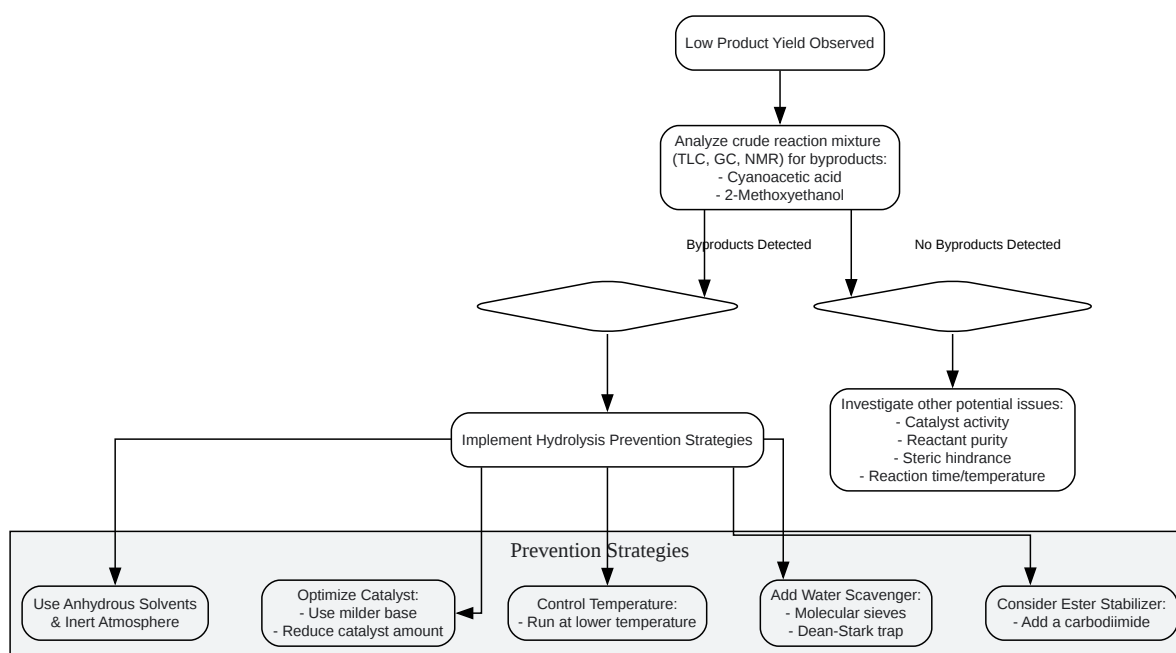 Low Product Yield Observed
Analyze crude reaction mixture
(TLC, GC, NMR) for byproducts:
- Cyanoacetic acid
- 2-Methoxyethanol
Byproducts Detected
No Byproducts Detected
Investigate other potential issues:
- Catalyst activity
- Reactant purity
- Steric hindrance
- Reaction time/temperature
Implement Hydrolysis Prevention Strategies
Prevention Strategies
Use Anhydrous Solvents
& Inert Atmosphere
Optimize Catalyst:
- Use milder base
- Reduce catalyst amount
Control Temperature:
- Run at lower temperature
Add Water Scavenger:
- Molecular sieves
- Dean-Stark trap
Consider Ester Stabilizer:
- Add a carbodiimide